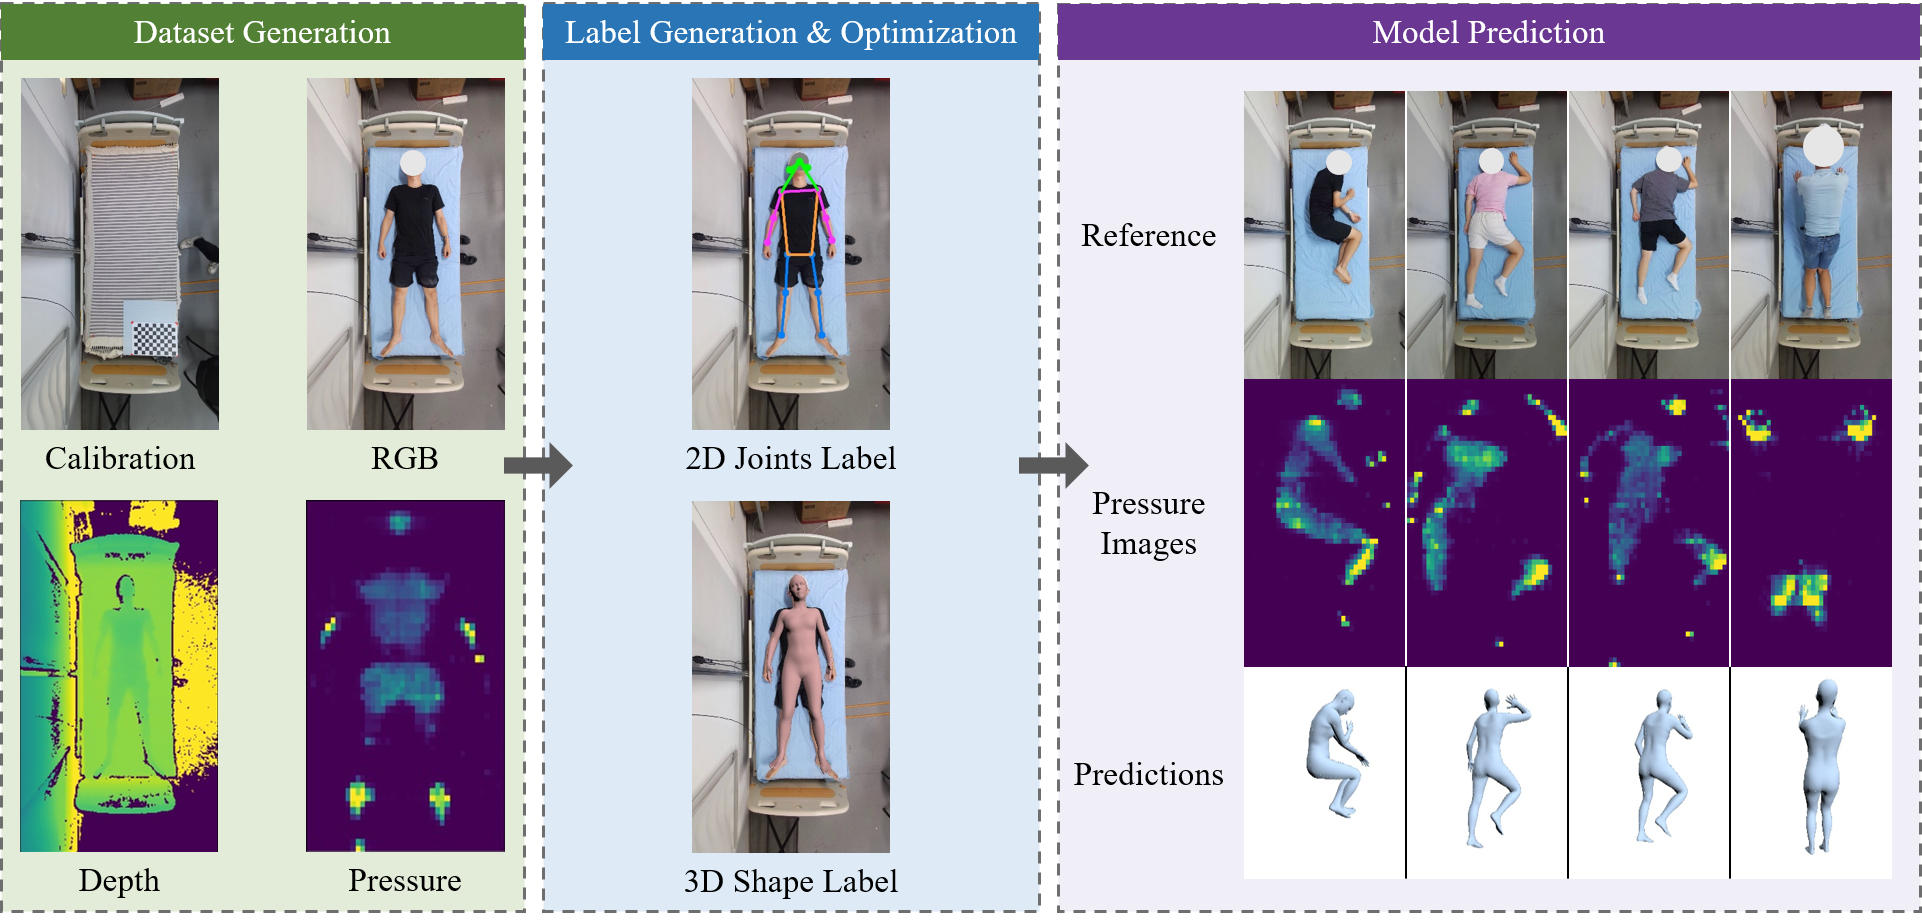 Dataset Generation
Label Generation & Optimization
Model Prediction
Calibration
RGB
Depth
Pressure
2D Joints Label
3D Shape Label
Reference
Pressure
Images
Predictions